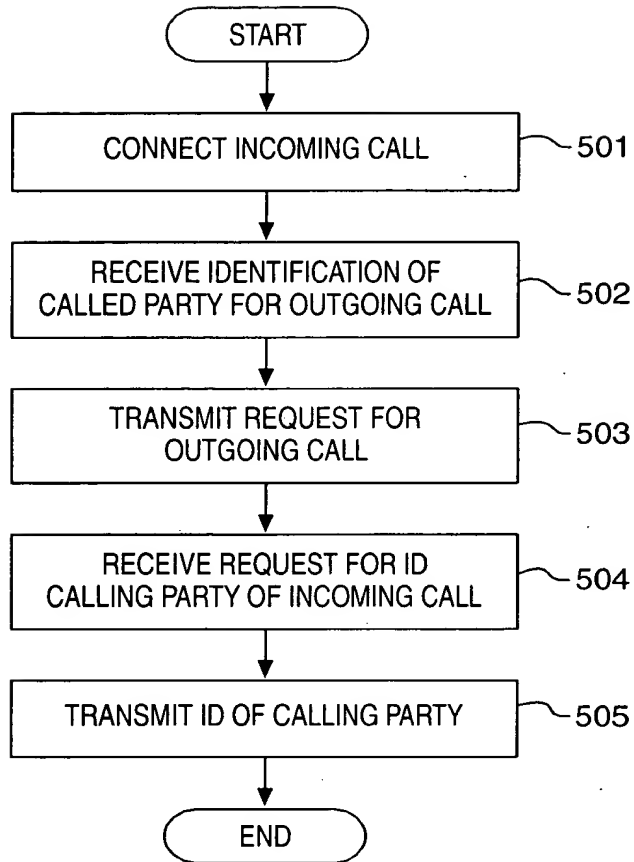 START
CONNECT INCOMING CALL
501
RECEIVE IDENTIFICATION OF
CALLED PARTY FOR OUTGOING CALL
502
TRANSMIT REQUEST FOR
OUTGOING CALL
503
RECEIVE REQUEST FOR ID
CALLING PARTY OF INCOMING CALL
504
TRANSMIT ID OF CALLING PARTY
505
END